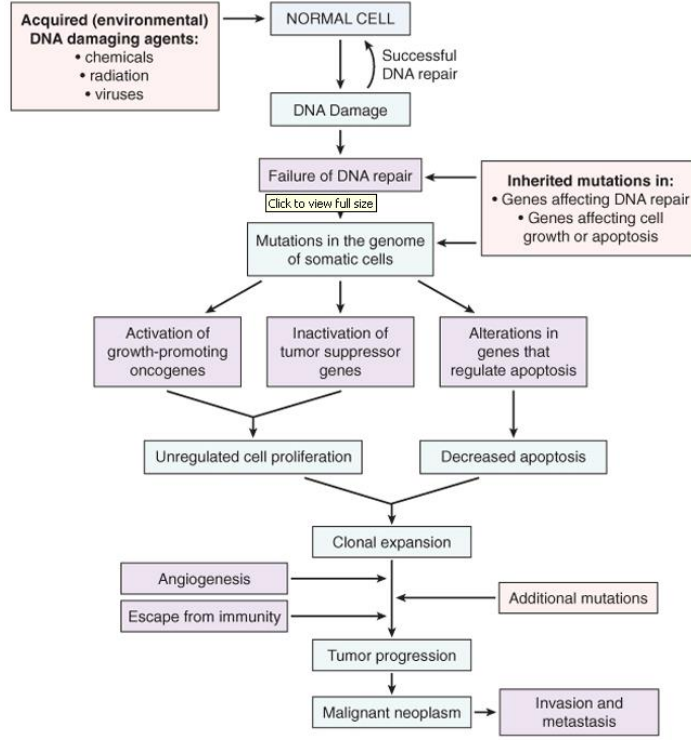 Acquired (environmental)
DNA damaging agents:
• chemicals
• radiation
• viruses
NORMAL CELL
Successful
DNA repair
DNA Damage
Failure of DNA repair
Click to view full size
Inherited mutations in:
• Genes affecting DNA repair
• Genes affecting cell
growth or apoptosis
Mutations in the genome
of somatic cells
Activation of
growth-promoting
oncogenes
Inactivation of
tumor suppressor
genes
Alterations in
genes that
regulate apoptosis
Unregulated cell proliferation
Decreased apoptosis
Clonal expansion
Angiogenesis
Escape from immunity
Additional mutations
Tumor progression
Malignant neoplasm
Invasion and
metastasis